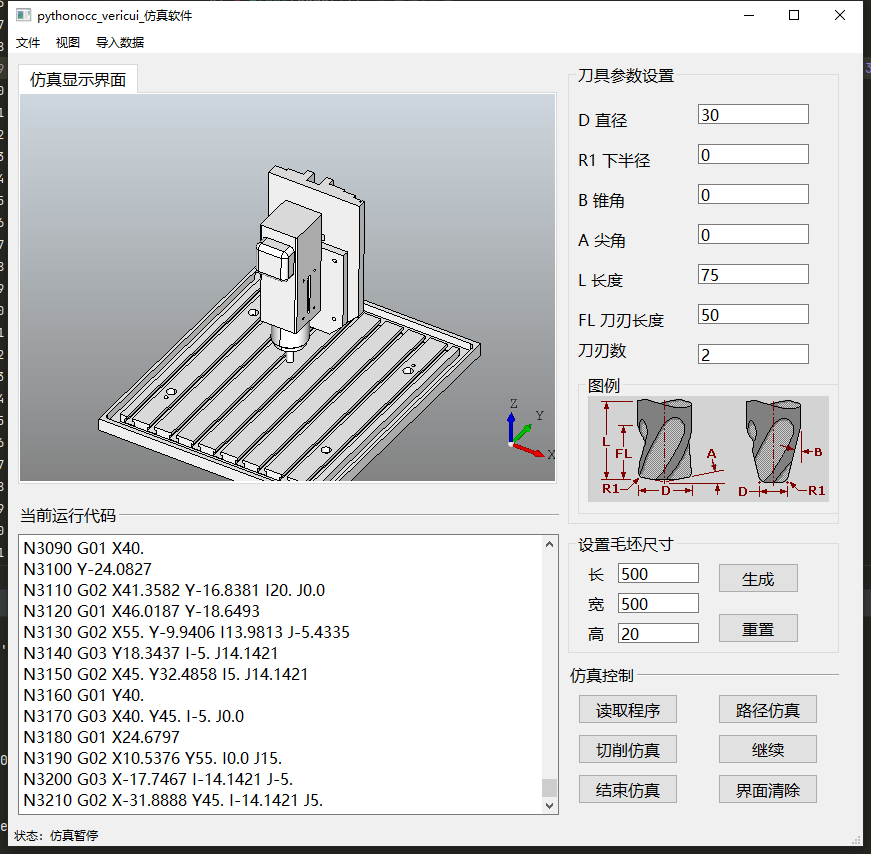 pythonocc_vericui_仿真软件
文件 视图 导入数据
仿真显示界面
Z
Y
X
当前运行代码
N3090 G01 X40.
N3100 Y-24.0827
N3110 G02 X41.3582 Y-16.8381 I20. J0.0
N3120 G01 X46.0187 Y-18.6493
N3130 G02 X55. Y-9.9406 I13.9813 J-5.4335
N3140 G03 Y18.3437 I-5. J14.1421
N3150 G02 X45. Y32.4858 I5. J14.1421
N3160 G01 Y40.
N3170 G03 X40. Y45. I-5. J0.0
N3180 G01 X24.6797
N3190 G02 X10.5376 Y55. I0.0 J15.
N3200 G03 X-17.7467 I-14.1421 J-5.
N3210 G02 X-31.8888 Y45. I-14.1421 J5.
刀具参数设置
D 直径 30
R1 下半径 0
B 锥角 0
A 尖角 0
L 长度 75
FL 刀刃长度 50
刀刃数 2
图例
L
FL
A
B
R1
D
D
R1
设置毛坯尺寸
长 500 生成
宽 500
高 20 重置
仿真控制
读取程序 路径仿真
切削仿真 继续
结束仿真 界面清除
状态：仿真暂停